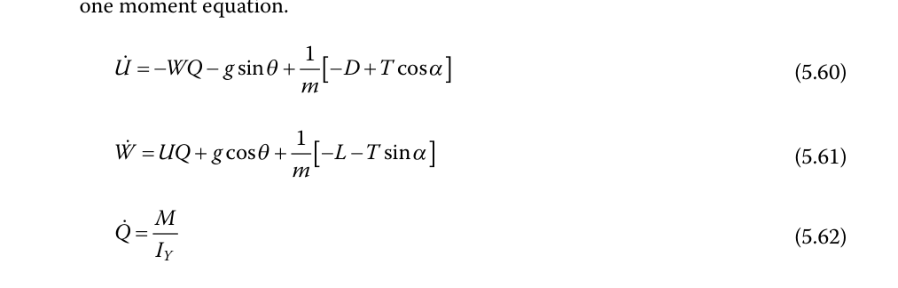 one moment equation.
U̇ = −WQ − g sin θ + 1/m [−D + T cos α] (5.60)
Ẇ = UQ + g cos θ + 1/m [−L − T sin α] (5.61)
Q̇ = M/I_Y (5.62)